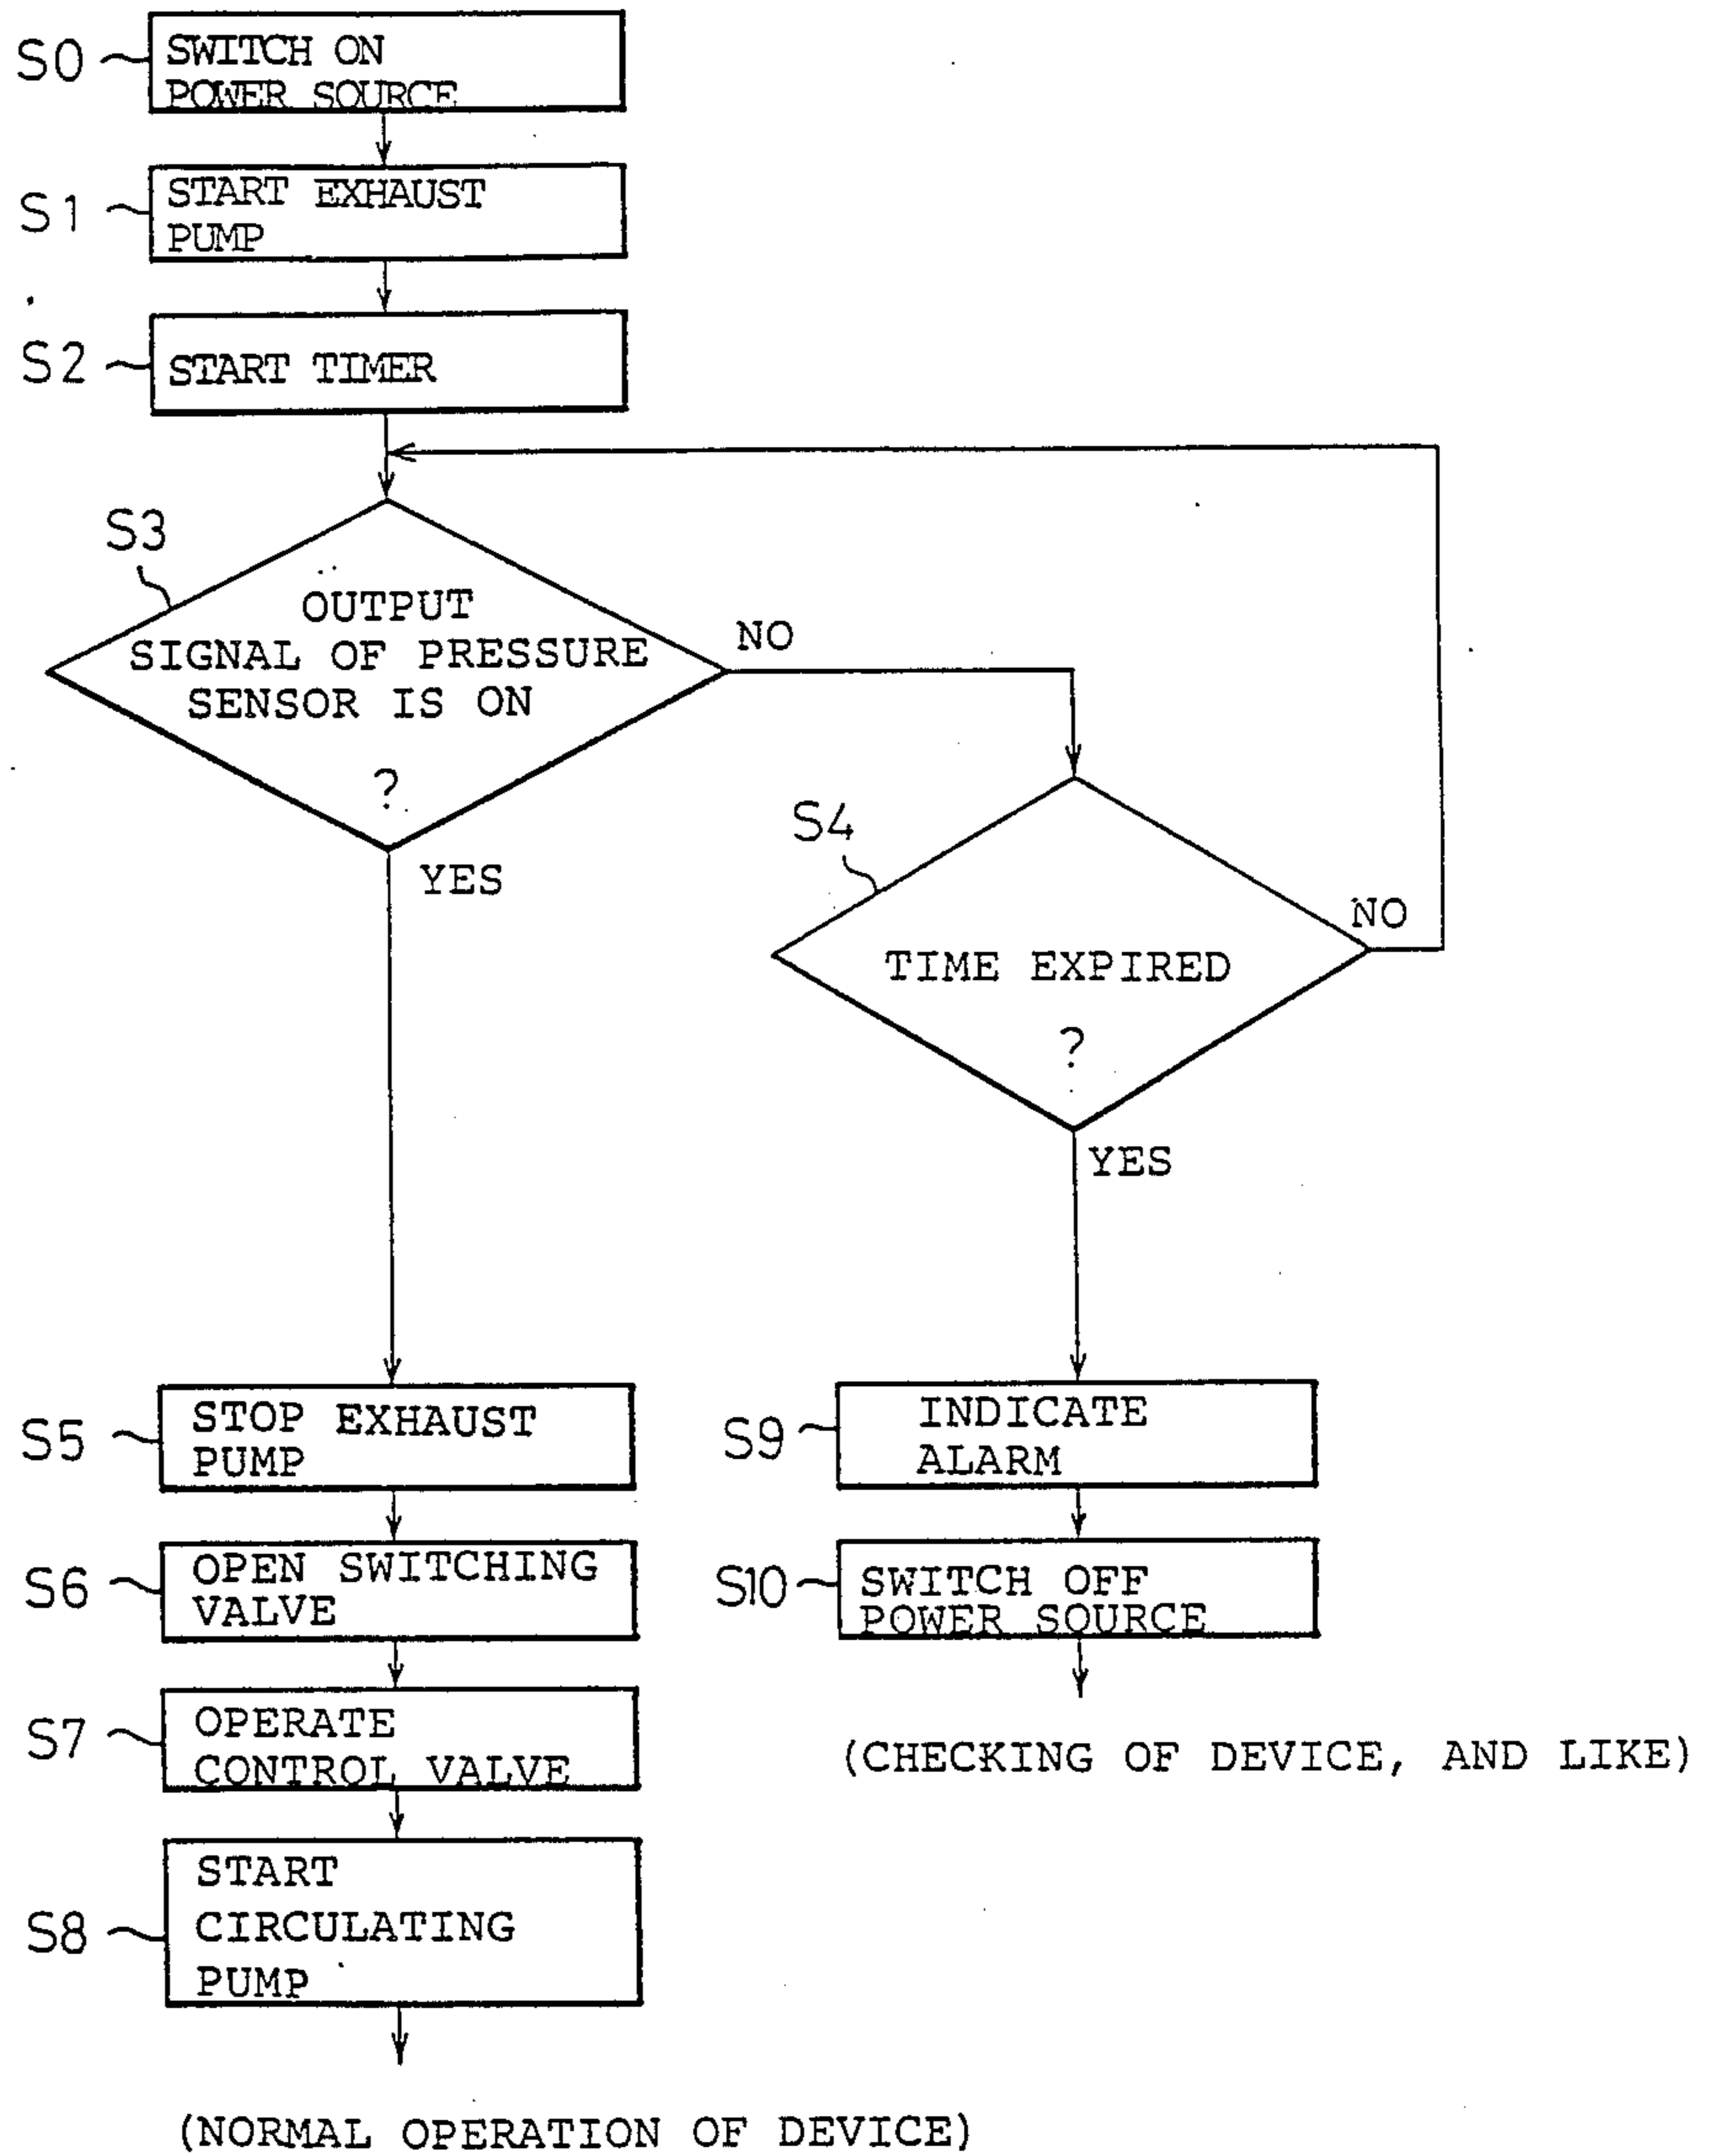 S0
SWITCH ON
POWER SOURCE
S1
START EXHAUST
PUMP
S2
START TIMER
S3
OUTPUT
SIGNAL OF PRESSURE
SENSOR IS ON
?
NO
YES
S4
TIME EXPIRED
?
NO
YES
S5
STOP EXHAUST
PUMP
S6
OPEN SWITCHING
VALVE
S7
OPERATE
CONTROL VALVE
S8
START
CIRCULATING
PUMP
(NORMAL OPERATION OF DEVICE)
S9
INDICATE
ALARM
S10
SWITCH OFF
POWER SOURCE
(CHECKING OF DEVICE, AND LIKE)